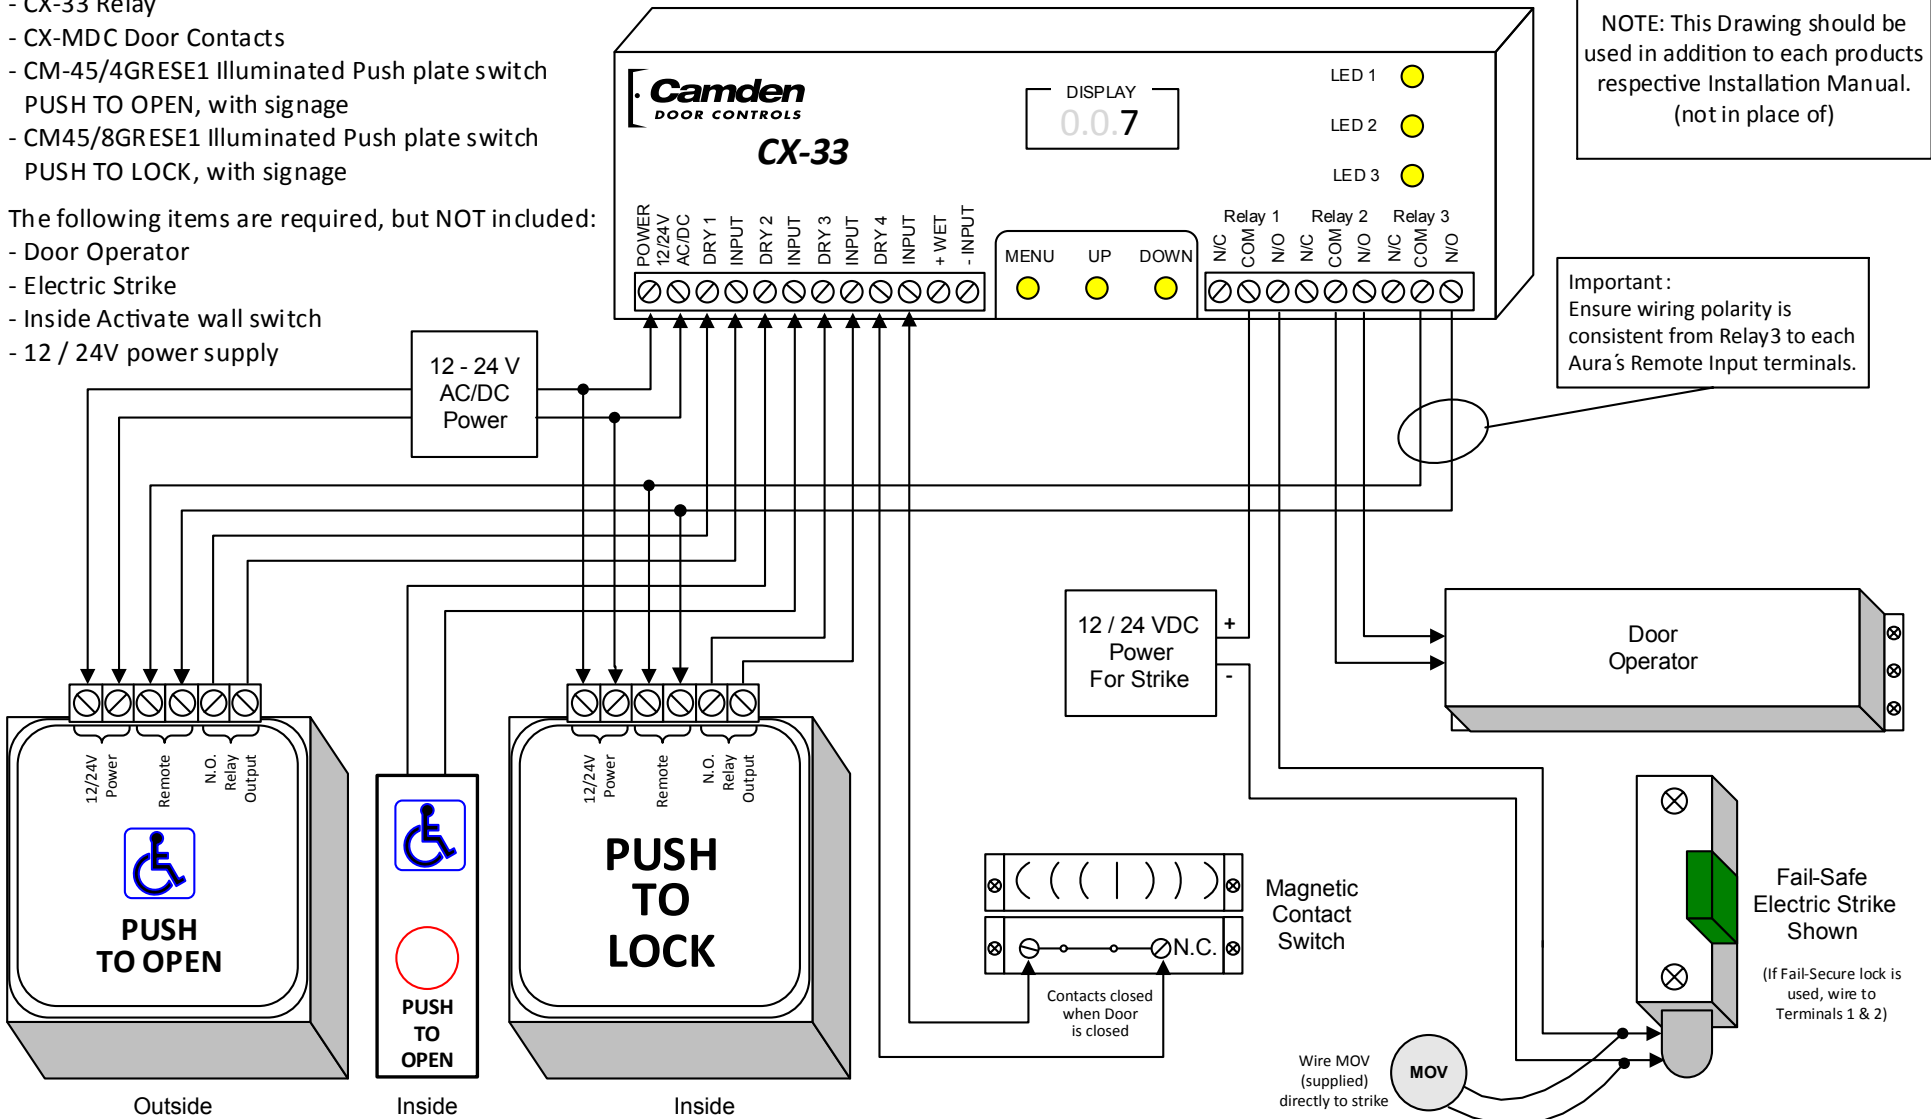 - CX-33 Relay
- CX-MDC Door Contacts
- CM-45/4GRESE1 Illuminated Push plate switch
PUSH TO OPEN, with signage
- CM45/8GRESE1 Illuminated Push plate switch
PUSH TO LOCK, with signage
The following items are required, but NOT included:
- Door Operator
- Electric Strike
- Inside Activate wall switch
- 12 / 24V power supply
Camden
DOOR CONTROLS
CX-33
DISPLAY
0.0.7
LED 1
LED 2
LED 3
NOTE: This Drawing should be
used in addition to each products
respective Installation Manual.
(not in place of)
POWER
12/24V
AC/DC
DRY 1
INPUT
DRY 2
INPUT
DRY 3
INPUT
DRY 4
INPUT
+ WET
- INPUT
MENU UP DOWN
Relay 1 Relay 2 Relay 3
N/C
COM
N/O
N/C
COM
N/O
N/C
COM
N/O
Important :
Ensure wiring polarity is
consistent from Relay3 to each
Aura´s Remote Input terminals.
12 - 24 V
AC/DC
Power
12 / 24 VDC
Power
For Strike
+
-
Door
Operator
12/24V
Power
Remote
N.O.
Relay
Output
PUSH
TO OPEN
Outside
PUSH
TO
OPEN
Inside
12/24V
Power
Remote
N.O.
Relay
Output
PUSH
TO
LOCK
Inside
N.C.
Magnetic
Contact
Switch
Contacts closed
when Door
is closed
Fail-Safe
Electric Strike
Shown
(If Fail-Secure lock is
used, wire to
Terminals 1 & 2)
Wire MOV
(supplied)
directly to strike
MOV